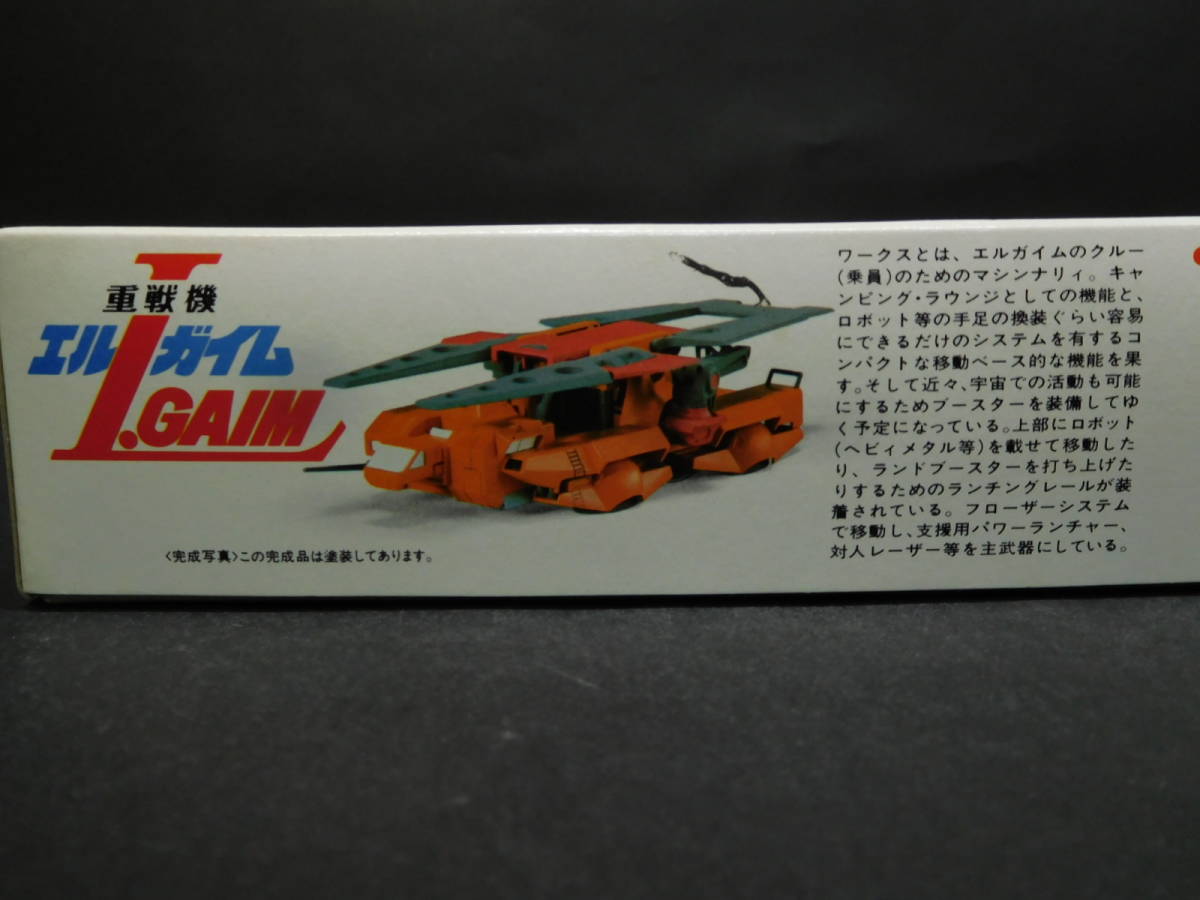 重戦機
エルガイム
L.GAIM
〈完成写真〉この完成品は塗装してあります。
ワークスとは、エルガイムのクルー
(乗員)のためのマシンナリィ。キャ
ンピング・ラウンジとしての機能と、
ロボット等の手足の換装ぐらい容易
にできるだけのシステムを有するコ
ンパクトな移動ベース的な機能を果
す。そして近々、宇宙での活動も可能
にするためブースターを装備してゆ
く予定になっている。上部にロボット
(ヘビィメタル等)を載せて移動した
り、ランドブースターを打ち上げた
りするためのランチングレールが装
着されている。フローザーシステム
で移動し、支援用パワーランチャー、
対人レーザー等を主武器にしている。